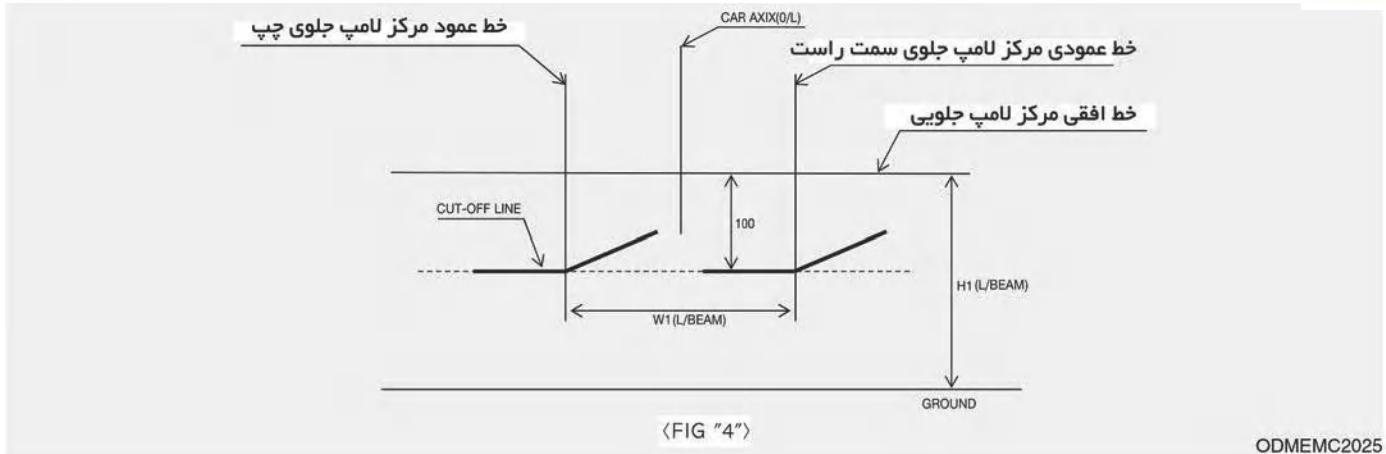 CAR AXIX(0/L)
خط عمود مرکز لامپ جلوی چپ
خط عمودی مرکز لامپ جلوی سمت راست
خط افقی مرکز لامپ جلویی
CUT-OFF LINE
100
H1(L/BEAM)
W1(L/BEAM)
GROUND
〈FIG "4"〉
ODMEMC2025